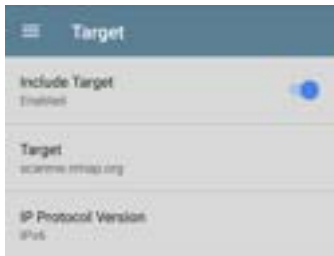 Target
Include Target
Enabled
Target
scanme.nmap.org
IP Protocol Version
IPv6